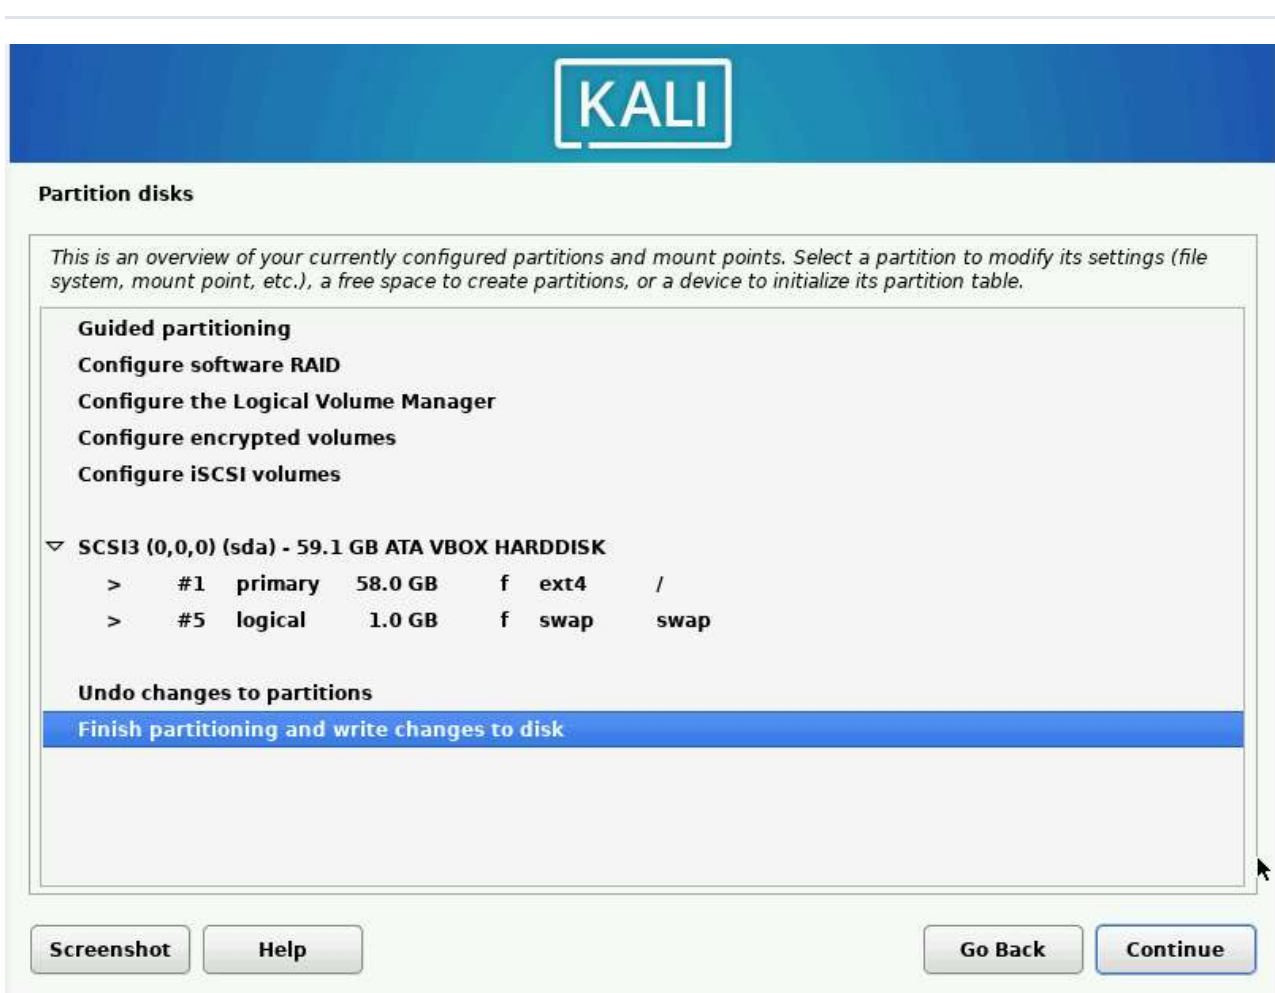 KALI
Partition disks
This is an overview of your currently configured partitions and mount points. Select a partition to modify its settings (file
system, mount point, etc.), a free space to create partitions, or a device to initialize its partition table.
Guided partitioning
Configure software RAID
Configure the Logical Volume Manager
Configure encrypted volumes
Configure iSCSI volumes
SCSI3 (0,0,0) (sda) - 59.1 GB ATA VBOX HARDDISK
> #1 primary 58.0 GB f ext4 /
> #5 logical 1.0 GB f swap swap
Undo changes to partitions
Finish partitioning and write changes to disk
Screenshot Help Go Back Continue